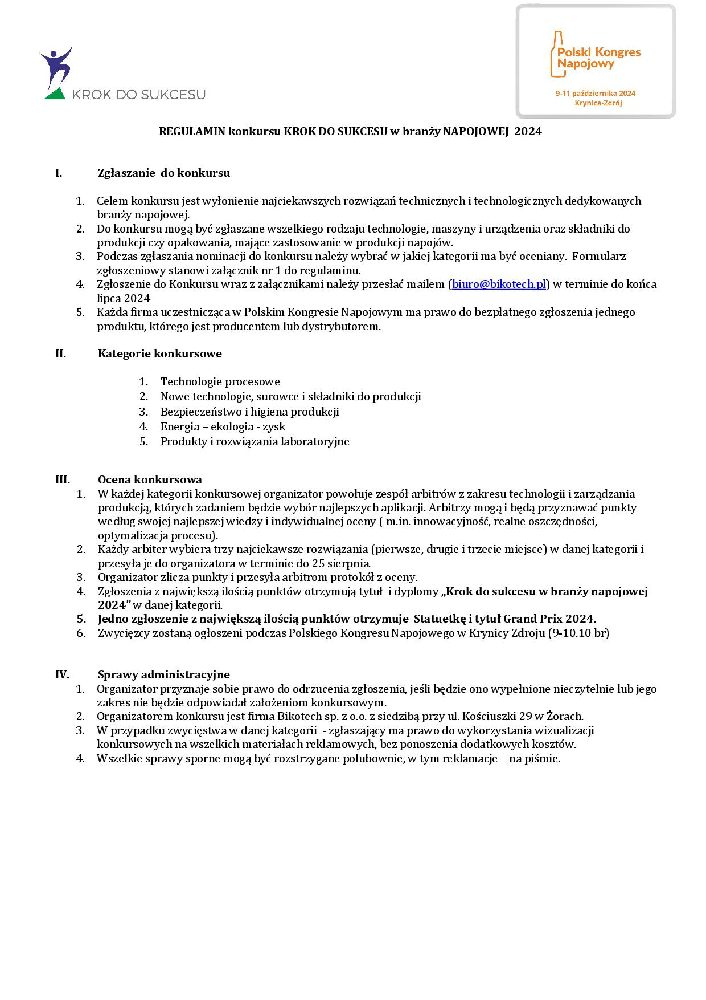 KROK DO SUKCESU
Polski Kongres
Napojowy
9-11 października 2024
Krynica-Zdrój
REGULAMIN konkursu KROK DO SUKCESU w branży NAPOJOWEJ 2024
I. Zgłaszanie do konkursu
1. Celem konkursu jest wyłonienie najciekawszych rozwiązań technicznych i technologicznych dedykowanych
branży napojowej.
2. Do konkursu mogą być zgłaszane wszelkiego rodzaju technologie, maszyny i urządzenia oraz składniki do
produkcji czy opakowania, mające zastosowanie w produkcji napojów.
3. Podczas zgłaszania nominacji do konkursu należy wybrać w jakiej kategorii ma być oceniany. Formularz
zgłoszeniowy stanowi załącznik nr 1 do regulaminu.
4. Zgłoszenie do Konkursu wraz z załącznikami należy przesłać mailem (biuro@bikotech.pl) w terminie do końca
lipca 2024
5. Każda firma uczestnicząca w Polskim Kongresie Napojowym ma prawo do bezpłatnego zgłoszenia jednego
produktu, którego jest producentem lub dystrybutorem.
II. Kategorie konkursowe
1. Technologie procesowe
2. Nowe technologie, surowce i składniki do produkcji
3. Bezpieczeństwo i higiena produkcji
4. Energia – ekologia - zysk
5. Produkty i rozwiązania laboratoryjne
III. Ocena konkursowa
1. W każdej kategorii konkursowej organizator powołuje zespół arbitrów z zakresu technologii i zarządzania
produkcją, których zadaniem będzie wybór najlepszych aplikacji. Arbitrzy mogą i będą przyznawać punkty
według swojej najlepszej wiedzy i indywidualnej oceny ( m.in. innowacyjność, realne oszczędności,
optymalizacja procesu).
2. Każdy arbiter wybiera trzy najciekawsze rozwiązania (pierwsze, drugie i trzecie miejsce) w danej kategorii i
przesyła je do organizatora w terminie do 25 sierpnia.
3. Organizator zlicza punkty i przesyła arbitrom protokół z oceny.
4. Zgłoszenia z największą ilością punktów otrzymują tytuł i dyplomy „Krok do sukcesu w branży napojowej
2024” w danej kategorii.
5. Jedno zgłoszenie z największą ilością punktów otrzymuje Statuetkę i tytuł Grand Prix 2024.
6. Zwycięzcy zostaną ogłoszeni podczas Polskiego Kongresu Napojowego w Krynicy Zdroju (9-10.10 br)
IV. Sprawy administracyjne
1. Organizator przyznaje sobie prawo do odrzucenia zgłoszenia, jeśli będzie ono wypełnione nieczytelnie lub jego
zakres nie będzie odpowiadał założeniom konkursowym.
2. Organizatorem konkursu jest firma Bikotech sp. z o.o. z siedzibą przy ul. Kościuszki 29 w Żorach.
3. W przypadku zwycięstwa w danej kategorii - zgłaszający ma prawo do wykorzystania wizualizacji
konkursowych na wszelkich materiałach reklamowych, bez ponoszenia dodatkowych kosztów.
4. Wszelkie sprawy sporne mogą być rozstrzygane polubownie, w tym reklamacje – na piśmie.